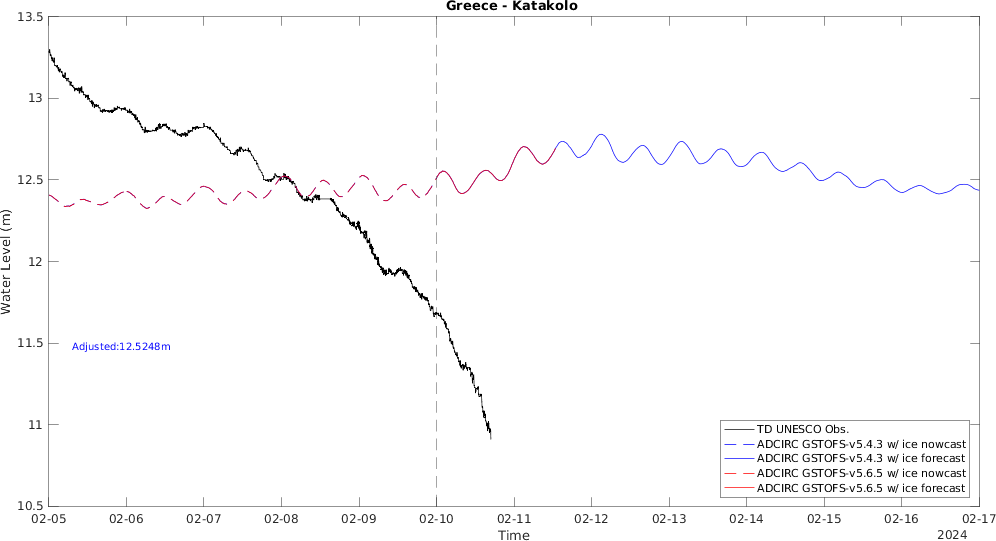 Greece - Katakolo
13.5
13
12.5
12
11.5
11
10.5
Water Level (m)
Adjusted:12.5248m
TD UNESCO Obs.
ADCIRC GSTOFS-v5.4.3 w/ ice nowcast
ADCIRC GSTOFS-v5.4.3 w/ ice forecast
ADCIRC GSTOFS-v5.6.5 w/ ice nowcast
ADCIRC GSTOFS-v5.6.5 w/ ice forecast
02-05 02-06 02-07 02-08 02-09 02-10 02-11 02-12 02-13 02-14 02-15 02-16 02-17
Time
2024